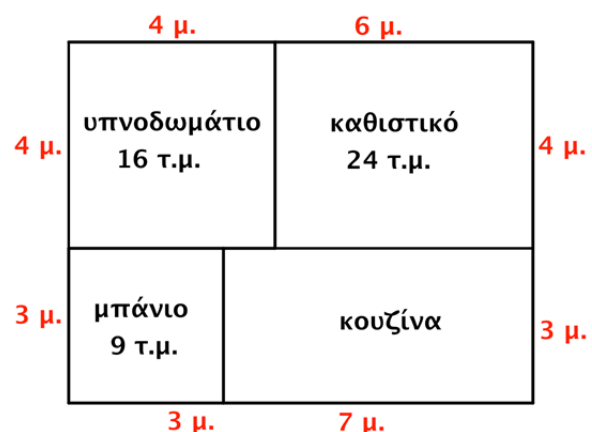 4 μ.
6 μ.
4 μ.
υπνοδωμάτιο
16 τ.μ.
καθιστικό
24 τ.μ.
4 μ.
3 μ.
μπάνιο
9 τ.μ.
κουζίνα
3 μ.
3 μ.
7 μ.